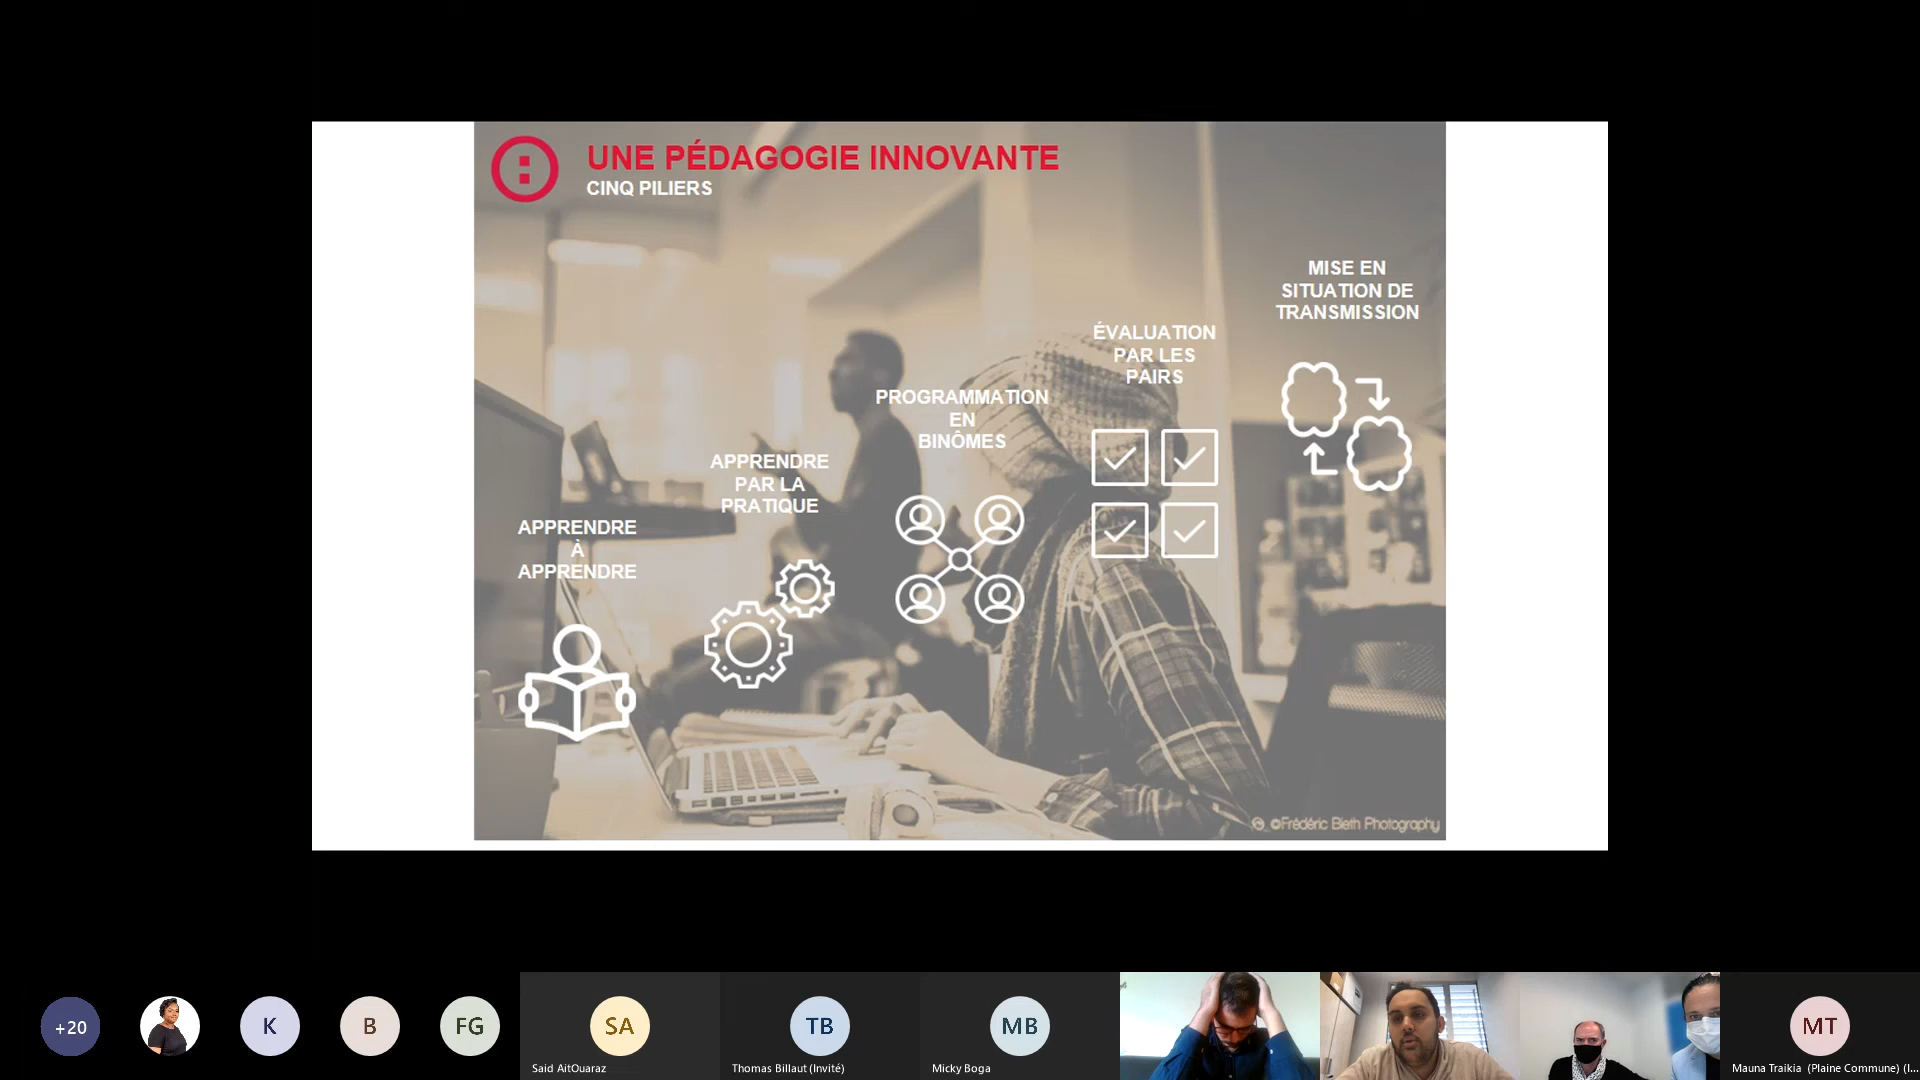 UNE PÉDAGOGIE INNOVANTE
CINQ PILIERS
APPRENDRE
À
APPRENDRE
APPRENDRE
PAR LA
PRATIQUE
PROGRAMMATION
EN
BINÔMES
ÉVALUATION
PAR LES
PAIRS
MISE EN
SITUATION DE
TRANSMISSION
©Frédéric Bieth Photography
+20
K
B
FG
SA
Said AitOuaraz
TB
Thomas Billaut (Invité)
MB
Micky Boga
MT
Mauna Traikia (Plaine Commune) (I...